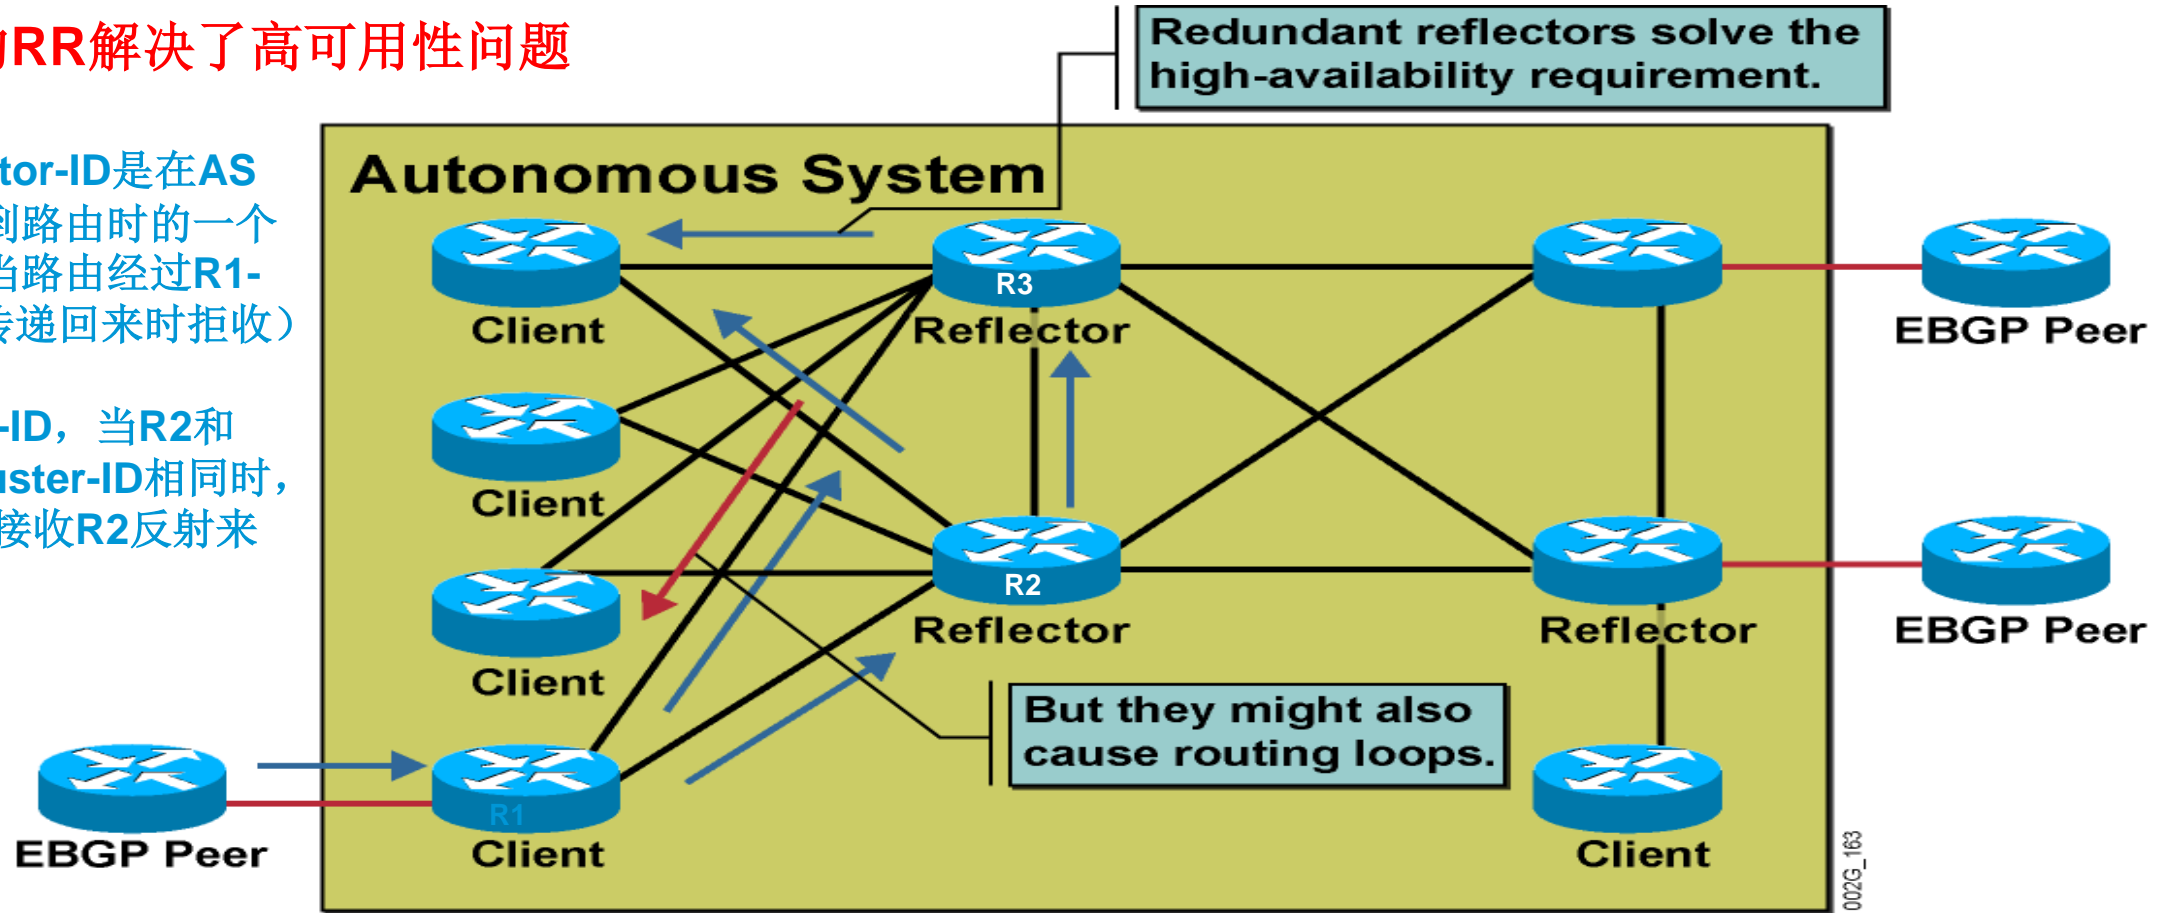 RR解决了高可用性问题
Redundant reflectors solve the
high-availability requirement.
tor-ID是在AS
到路由时的一个
当路由经过R1-
传递回来时拒收）
-ID，当R2和
uster-ID相同时，
接收R2反射来
Autonomous System
Client
R3
Reflector
EBGP Peer
Client
Client
R2
Reflector
Reflector
EBGP Peer
But they might also
cause routing loops.
R1
EBGP Peer
Client
Client
002G_163